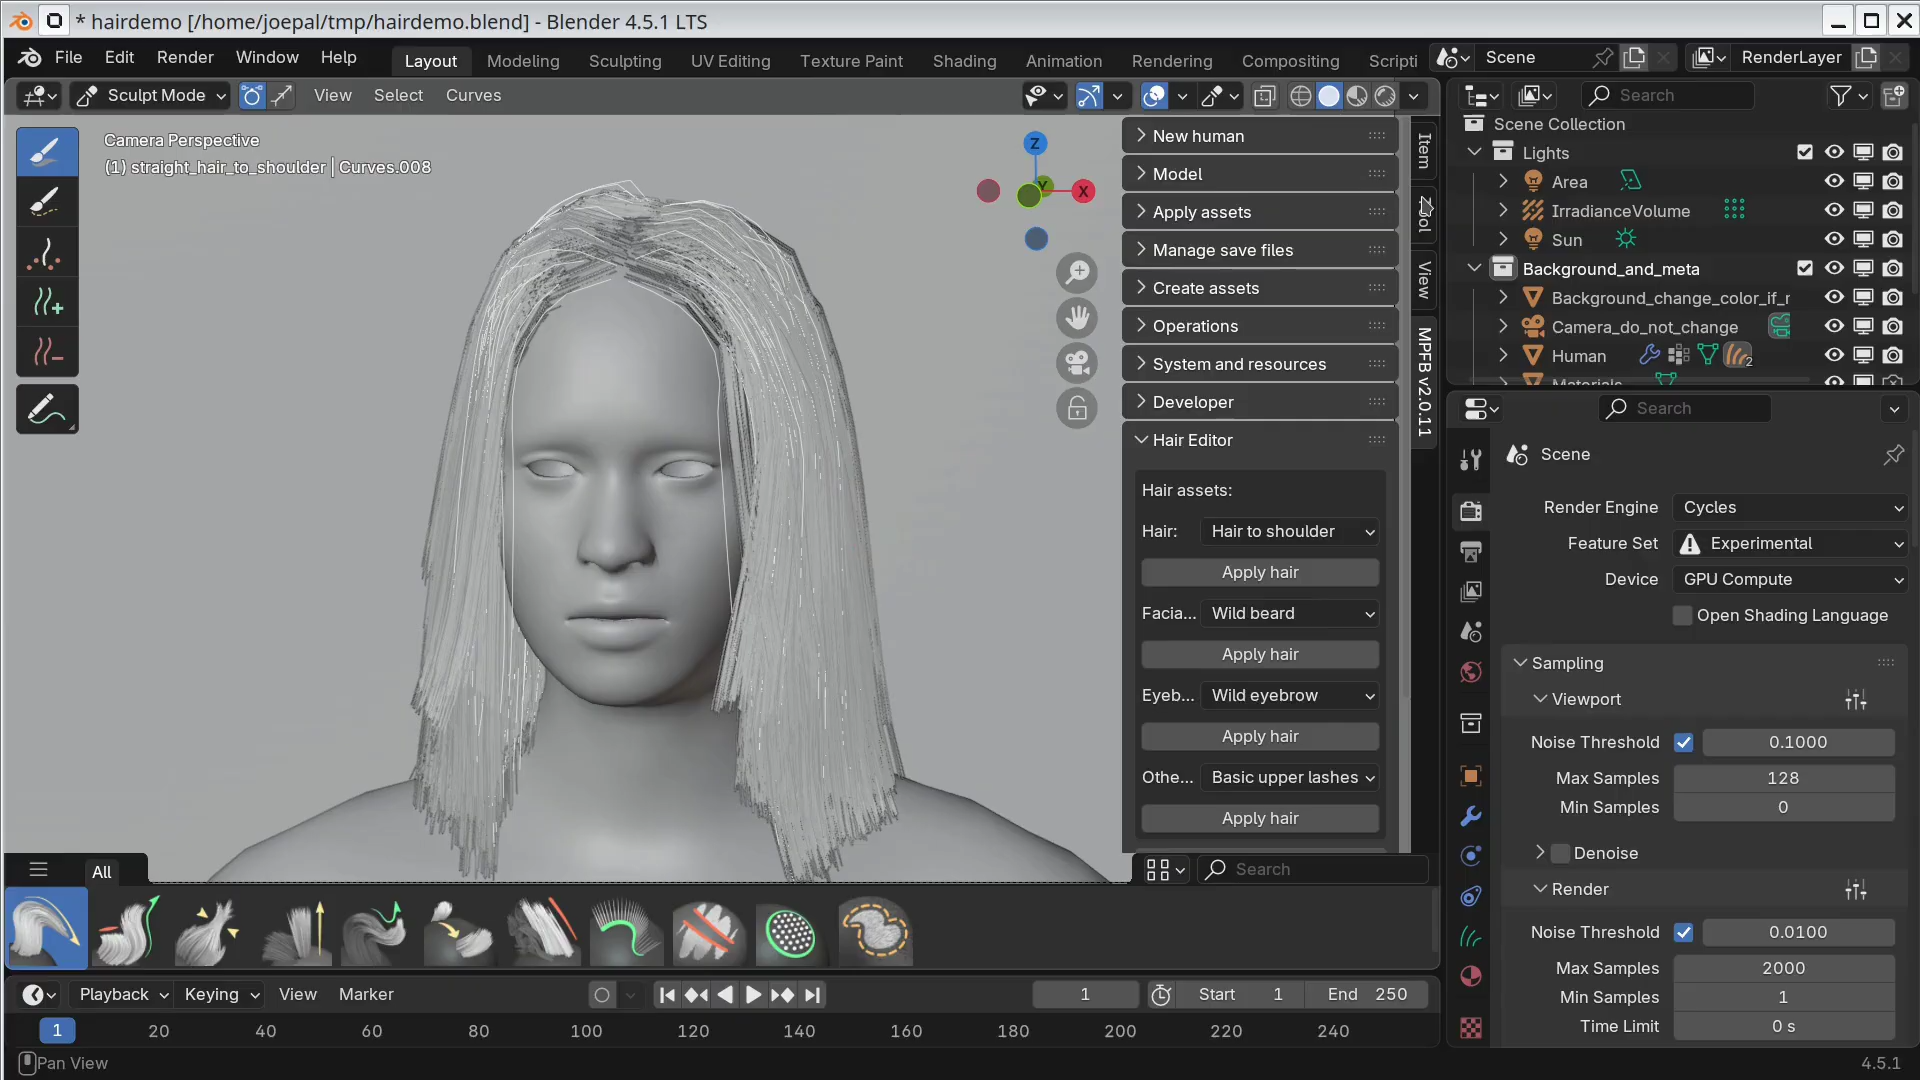 * hairdemo [/home/joepal/tmp/hairdemo.blend] - Blender 4.5.1 LTS
File Edit Render Window Help Layout Modeling Sculpting UV Editing Texture Paint Shading Animation Rendering Compositing Scripti Scene RenderLayer
Sculpt Mode View Select Curves
Search
Camera Perspective
(1) straight_hair_to_shoulder | Curves.008
Z
Y
X
New human
Model
Apply assets
Manage save files
Create assets
Operations
System and resources
Developer
Hair Editor
Hair assets:
Hair: Hair to shoulder
Apply hair
Facia... Wild beard
Apply hair
Eyeb... Wild eyebrow
Apply hair
Othe... Basic upper lashes
Apply hair
Item
Tool
View
MPFB v2.0.11
Scene Collection
Lights
Area
IrradianceVolume
Sun
Background_and_meta
Background_change_color_if_r
Camera_do_not_change
Human 2
Materials
Search
Scene
Render Engine Cycles
Feature Set Experimental
Device GPU Compute
Open Shading Language
Sampling
Viewport
Noise Threshold 0.1000
Max Samples 128
Min Samples 0
Denoise
Render
Noise Threshold 0.0100
Max Samples 2000
Min Samples 1
Time Limit 0 s
All
Search
Playback Keying View Marker 1 Start 1 End 250
1 20 40 60 80 100 120 140 160 180 200 220 240
Pan View
4.5.1